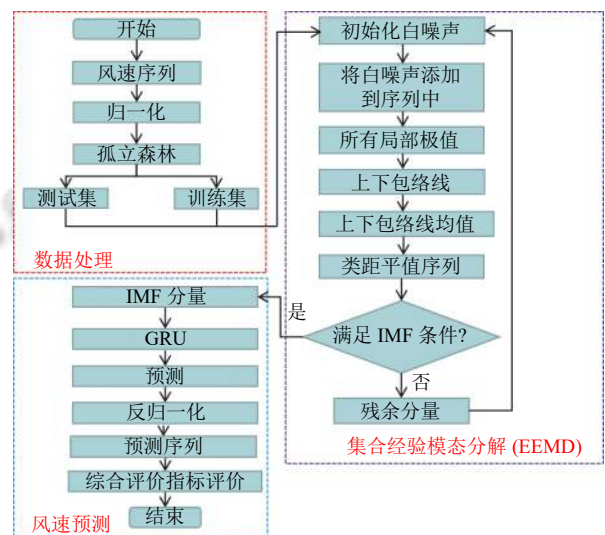 开始
风速序列
归一化
孤立森林
测试集
训练集
数据处理
初始化白噪声
将白噪声添加
到序列中
所有局部极值
上下包络线
上下包络线均值
类距平值序列
满足 IMF 条件?
是
否
残余分量
集合经验模态分解 (EEMD)
IMF 分量
GRU
预测
反归一化
预测序列
综合评价指标评价
结束
风速预测